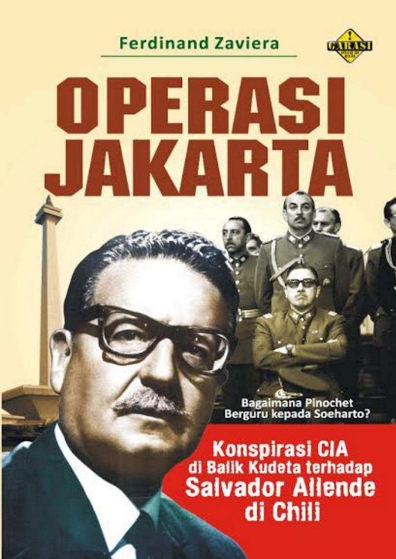 Ferdinand Zaviera
GARASI
OPERASI
JAKARTA
Bagaimana Pinochet
Berguru kepada Soeharto?
Konspirasi CIA
di Balik Kudeta terhadap
Salvador Allende
di Chili